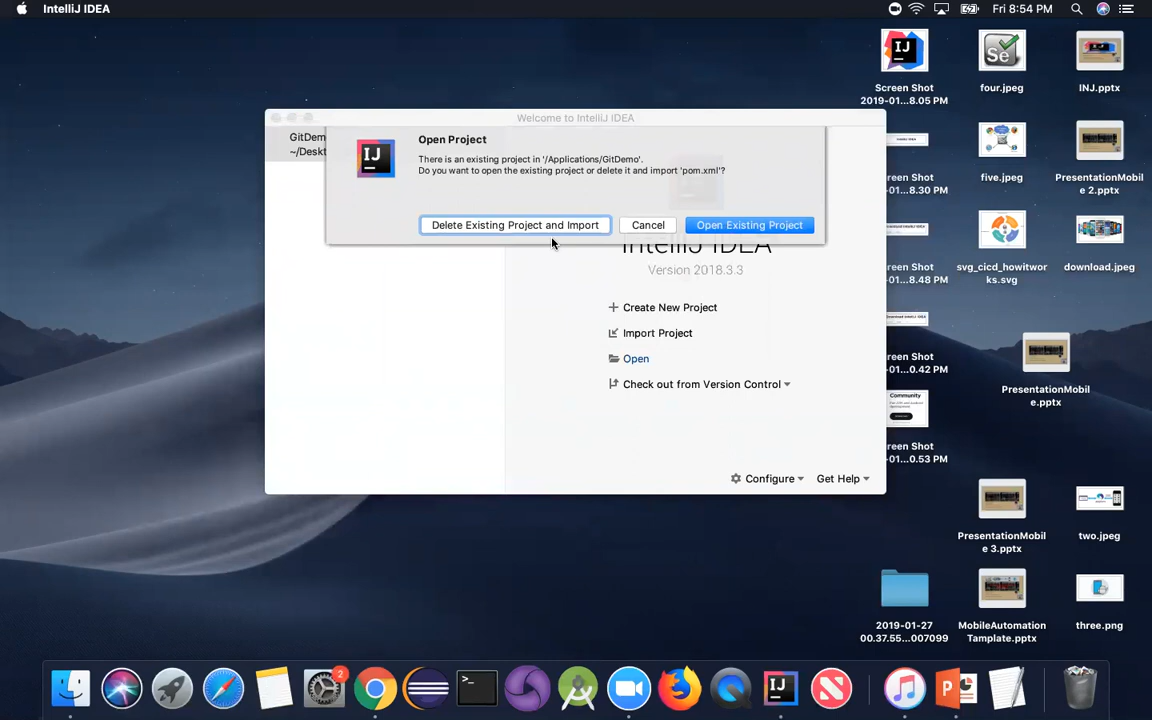 IntelliJ IDEA
Fri 8:54 PM
Screen Shot
2019-01...8.05 PM
four.jpeg
INJ.pptx
Welcome to IntelliJ IDEA
GitDem
~/Deskt
Open Project
There is an existing project in '/Applications/GitDemo'.
Do you want to open the existing project or delete it and import 'pom.xml'?
Delete Existing Project and Import
Cancel
Open Existing Project
IntelliJ IDEA
Version 2018.3.3
Create New Project
Import Project
Open
Check out from Version Control
Configure
Get Help
creen Shot
-01...8.30 PM
five.jpeg
PresentationMobil
e 2.pptx
creen Shot
-01...8.48 PM
svg_cicd_howitwor
ks.svg
download.jpeg
reen Shot
-01...0.42 PM
PresentationMobil
e.pptx
Community
reen Shot
-01...0.53 PM
PresentationMobil
e 3.pptx
two.jpeg
2019-01-27
00.37.55...007099
MobileAutomation
Tamplate.pptx
three.png
IJ
Se
2
>_
P